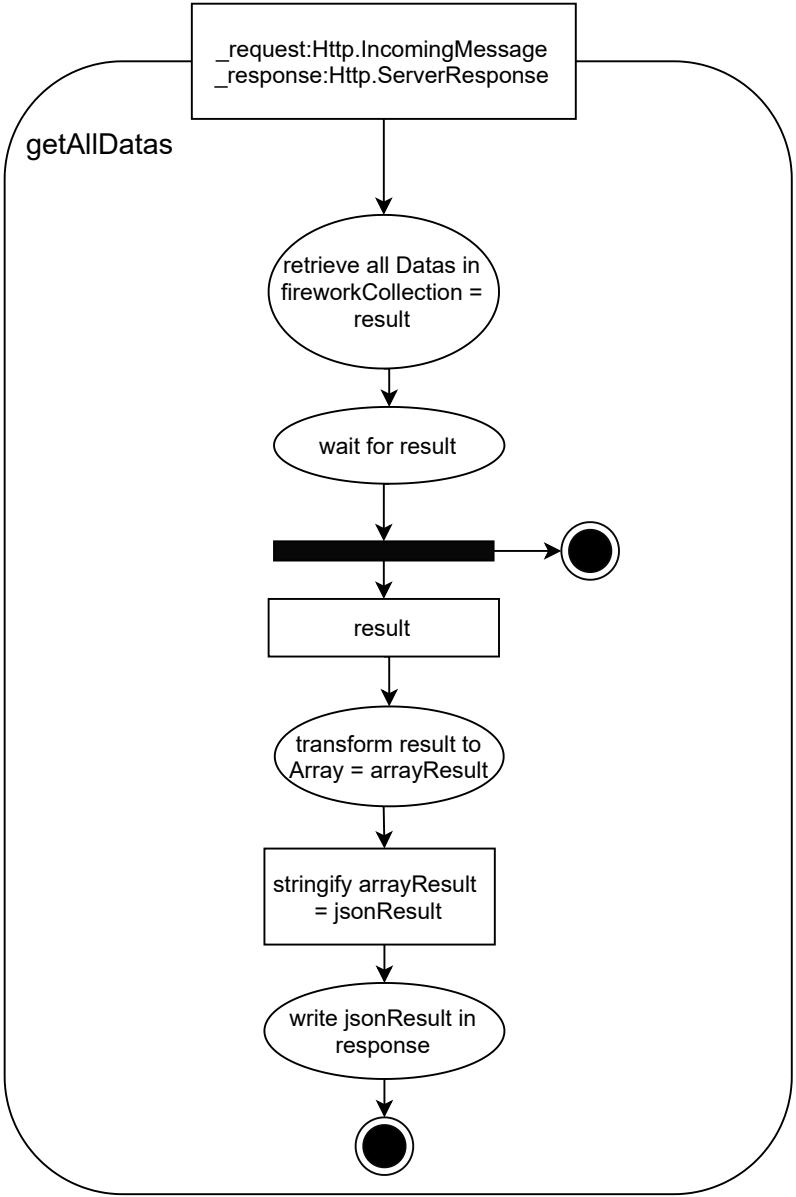 _request:Http.IncomingMessage
_response:Http.ServerResponse
getAllDatas
retrieve all Datas in
fireworkCollection =
result
wait for result
result
transform result to
Array = arrayResult
stringify arrayResult
= jsonResult
write jsonResult in
response